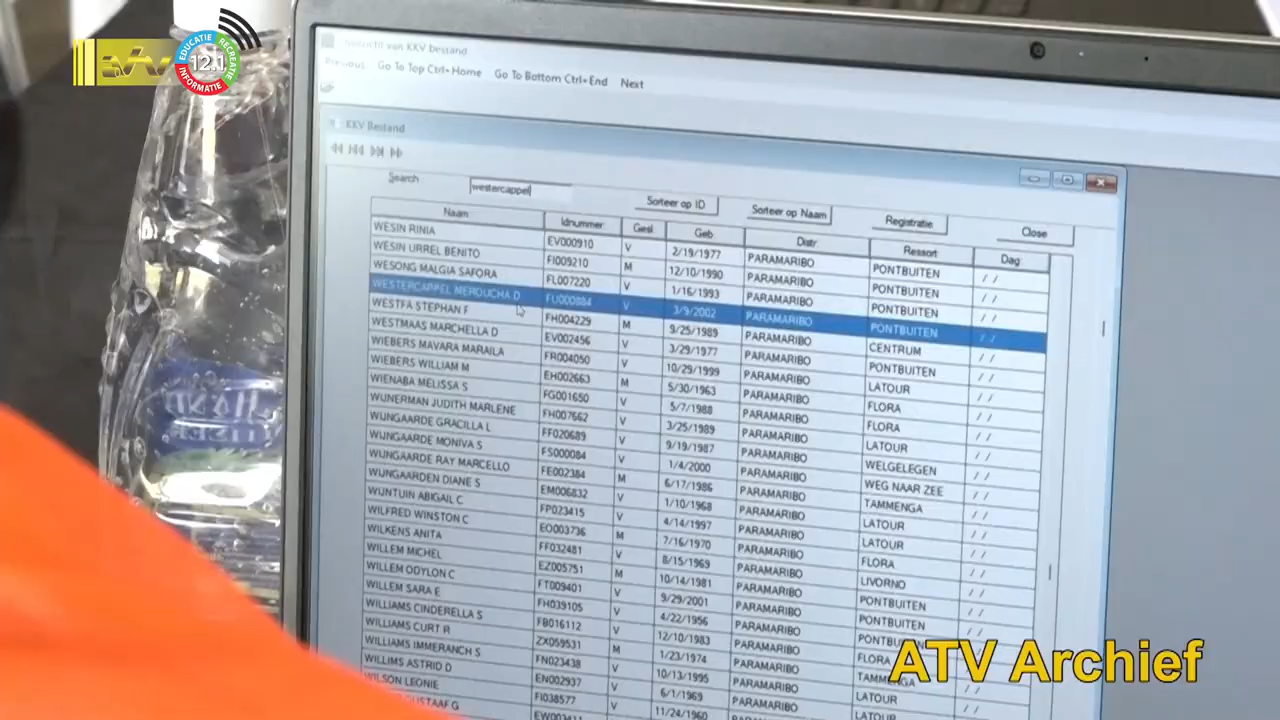 EDUCATIE RECREATIE INFORMATIE
12.1
van KKV bestand
Previous Go To Top Ctrl+Home Go To Bottom Ctrl+End Next
KKV Bestand
Search westercappel Sorteer op ID Sorteer op Naam Registratie Close
Naam Idnummer Gesl Geb Distr Ressort Dag
WESIN RINIA EV000910 V 2/19/1977 PARAMARIBO PONTBUITEN / /
WESIN URREL BENITO FI009210 M 12/10/1990 PARAMARIBO PONTBUITEN / /
WESONG MALGIA SAFORA FL007220 V 1/16/1993 PARAMARIBO PONTBUITEN / /
WESTERCAPPEL MEROUCHA D FU000884 V 3/9/2002 PARAMARIBO PONTBUITEN / /
WESTFA STEPHAN F FH004229 M 9/25/1989 PARAMARIBO CENTRUM / /
WESTMAAS MARCHELLA D EV002456 V 3/29/1977 PARAMARIBO PONTBUITEN / /
WIEBERS MAVARA MARAILA FR004050 V 10/29/1999 PARAMARIBO LATOUR / /
WIEBERS WILLIAM M EH002663 M 5/30/1963 PARAMARIBO FLORA / /
WIENABA MELISSA S FG001650 V 5/7/1988 PARAMARIBO FLORA / /
WIJNERMAN JUDITH MARLENE FH007662 V 3/25/1989 PARAMARIBO LATOUR / /
WIJNGAARDE GRACILLA L FF020689 V 9/19/1987 PARAMARIBO WELGELEGEN / /
WIJNGAARDE MONIVA S FS000084 V 1/4/2000 PARAMARIBO WEG NAAR ZEE / /
WIJNGAARDE RAY MARCELLO FE002384 M 6/17/1986 PARAMARIBO TAMMENGA / /
WIJNGAARDEN DIANE S EM006832 V 1/10/1968 PARAMARIBO LATOUR / /
WIJNTUIN ABIGAIL C FP023415 V 4/14/1997 PARAMARIBO LATOUR / /
WILFRED WINSTON C EO003736 M 7/16/1970 PARAMARIBO FLORA / /
WILKENS ANITA FF032481 V 8/15/1969 PARAMARIBO LIVORNO / /
WILLEM MICHEL EZ005751 M 10/14/1981 PARAMARIBO PONTBUITEN / /
WILLEM ODYLON C FT009401 V 9/29/2001 PARAMARIBO PONTBUITEN / /
WILLEM SARA E FH039105 V 4/22/1956 PARAMARIBO
WILLIAMS CINDERELLA S FB016112 V 12/10/1983 PARAMARIBO FLORA
WILLIAMS CURT R ZX059531 M 1/23/1974 PARAMARIBO TAMMENGA / /
WILLIAMS IMMERANCH S FN023438 V 10/13/1995 PARAMARIBO LATOUR / /
WILLIMS ASTRID D EN002937 V 6/1/1969 PARAMARIBO LATOUR
WILSON LEONIE FI038577 V 11/24/1960
EW003411
ATV Archief